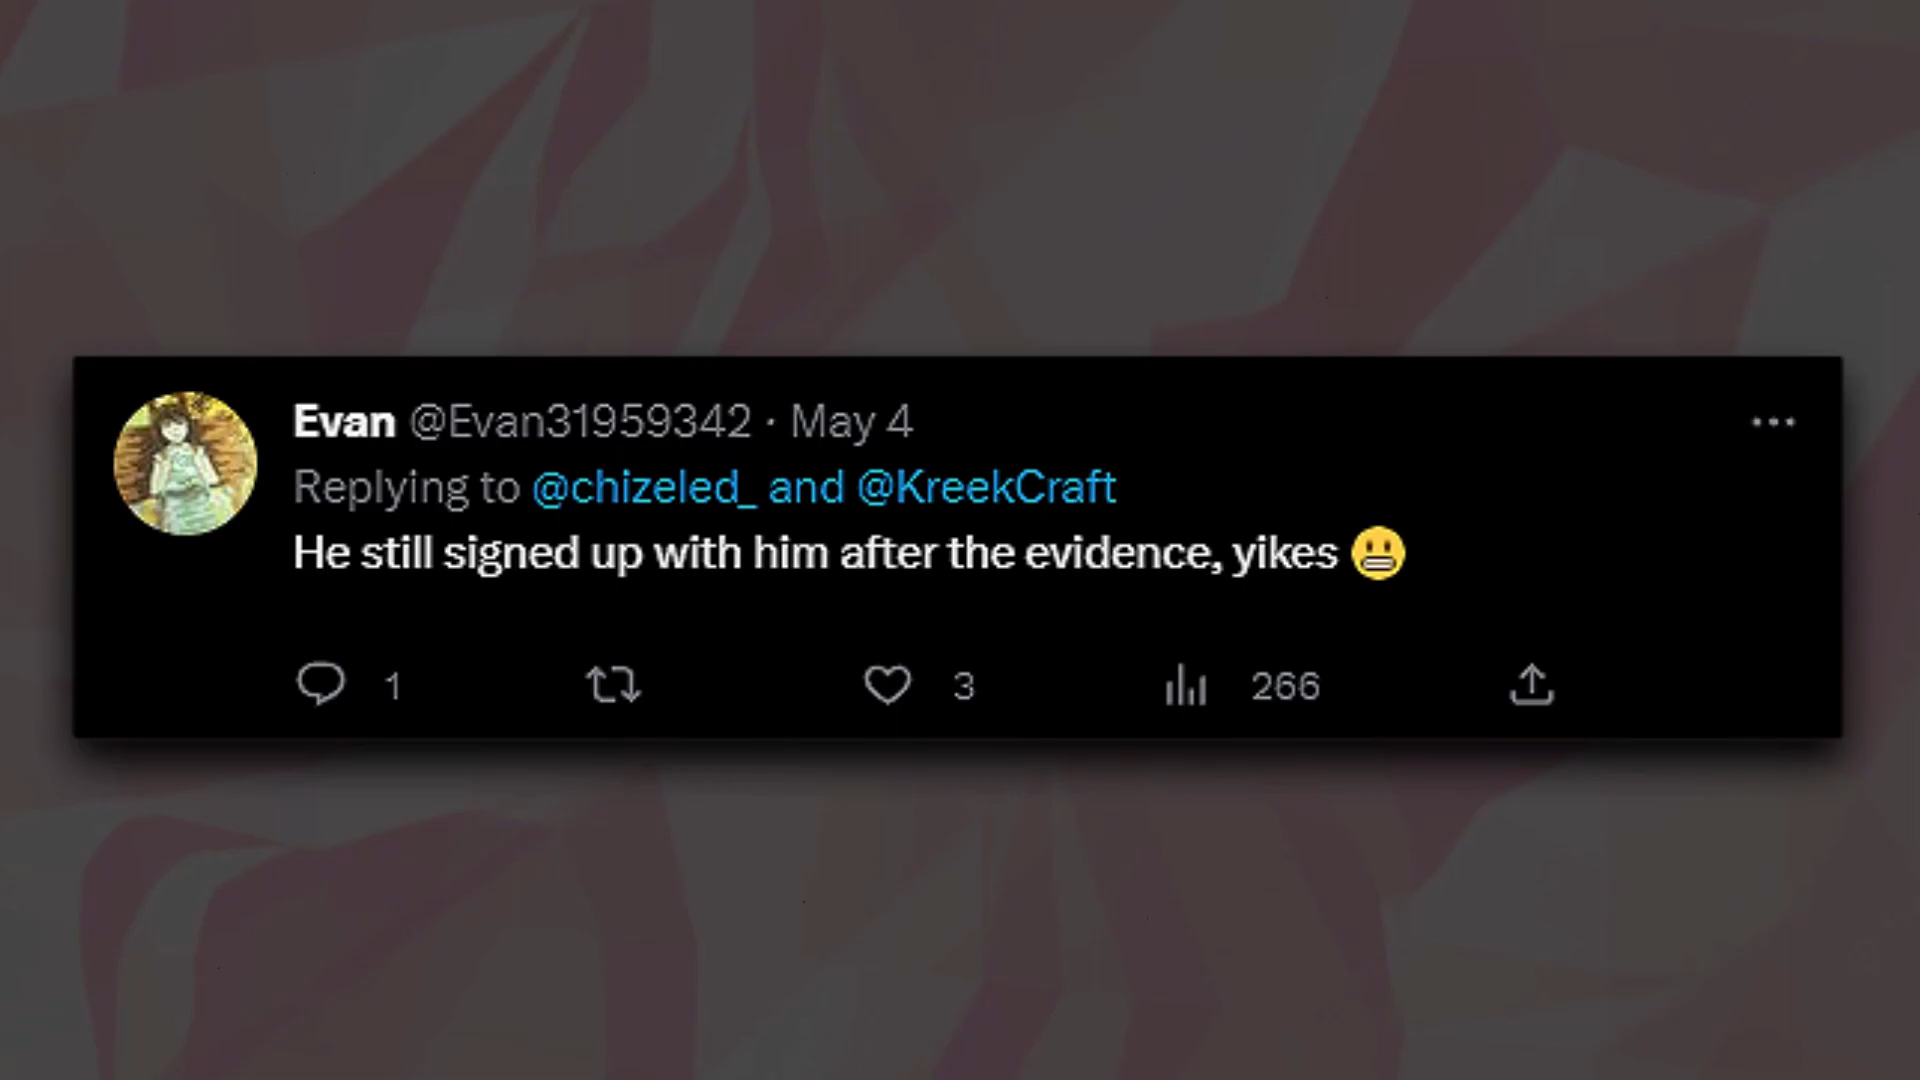 Evan @Evan31959342 · May 4
Replying to @chizeled_ and @KreekCraft
He still signed up with him after the evidence, yikes 😬
1 3 266